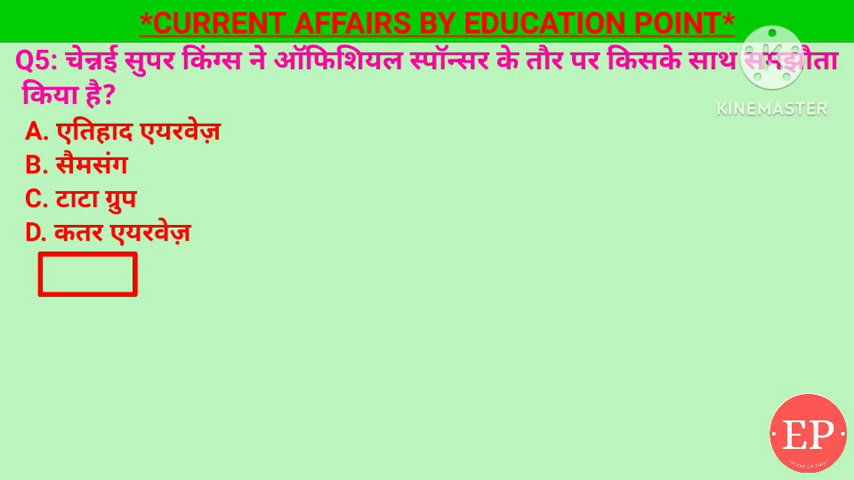 *CURRENT AFFAIRS BY EDUCATION POINT*
Q5: चेन्नई सुपर किंग्स ने ऑफिशियल स्पॉन्सर के तौर पर किसके साथ समझौता
किया है?
KINEMASTER
A. एतिहाद एयरवेज़
B. सैमसंग
C. टाटा ग्रुप
D. कतर एयरवेज़
EP